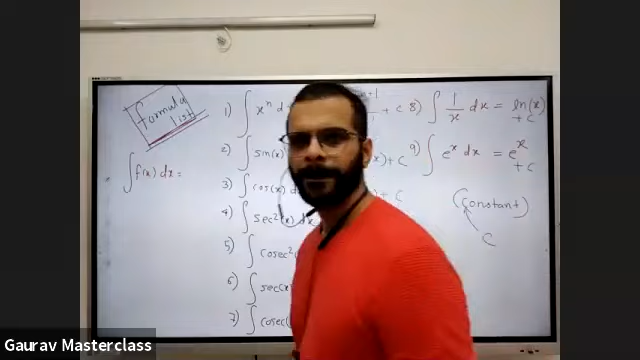 Formula
list
∫f(x) dx =
1) ∫ xⁿ d
n+1
+ c
2) ∫ sin(x)
(x) + C
3) ∫ cos(x) d
+ C
4) ∫ sec²(x) dx
5) ∫ cosec²(
6) ∫ sec(x
7) ∫ cosec(
8) ∫ 1/x dx = ln(x)
+ C
9) ∫ eˣ dx = eˣ
+ C
(Constant)
C
Gaurav Masterclass